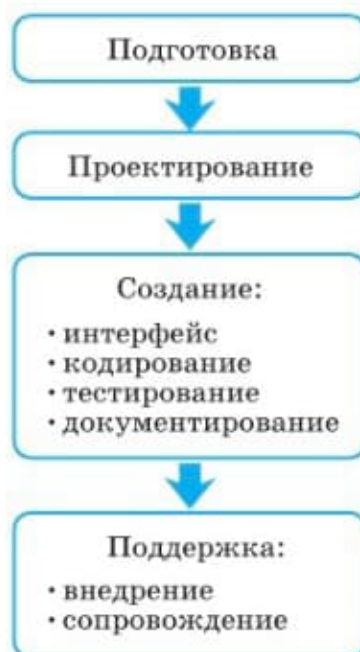 Подготовка
Проектирование
Создание:
• интерфейс
• кодирование
• тестирование
• документирование
Поддержка:
• внедрение
• сопровождение